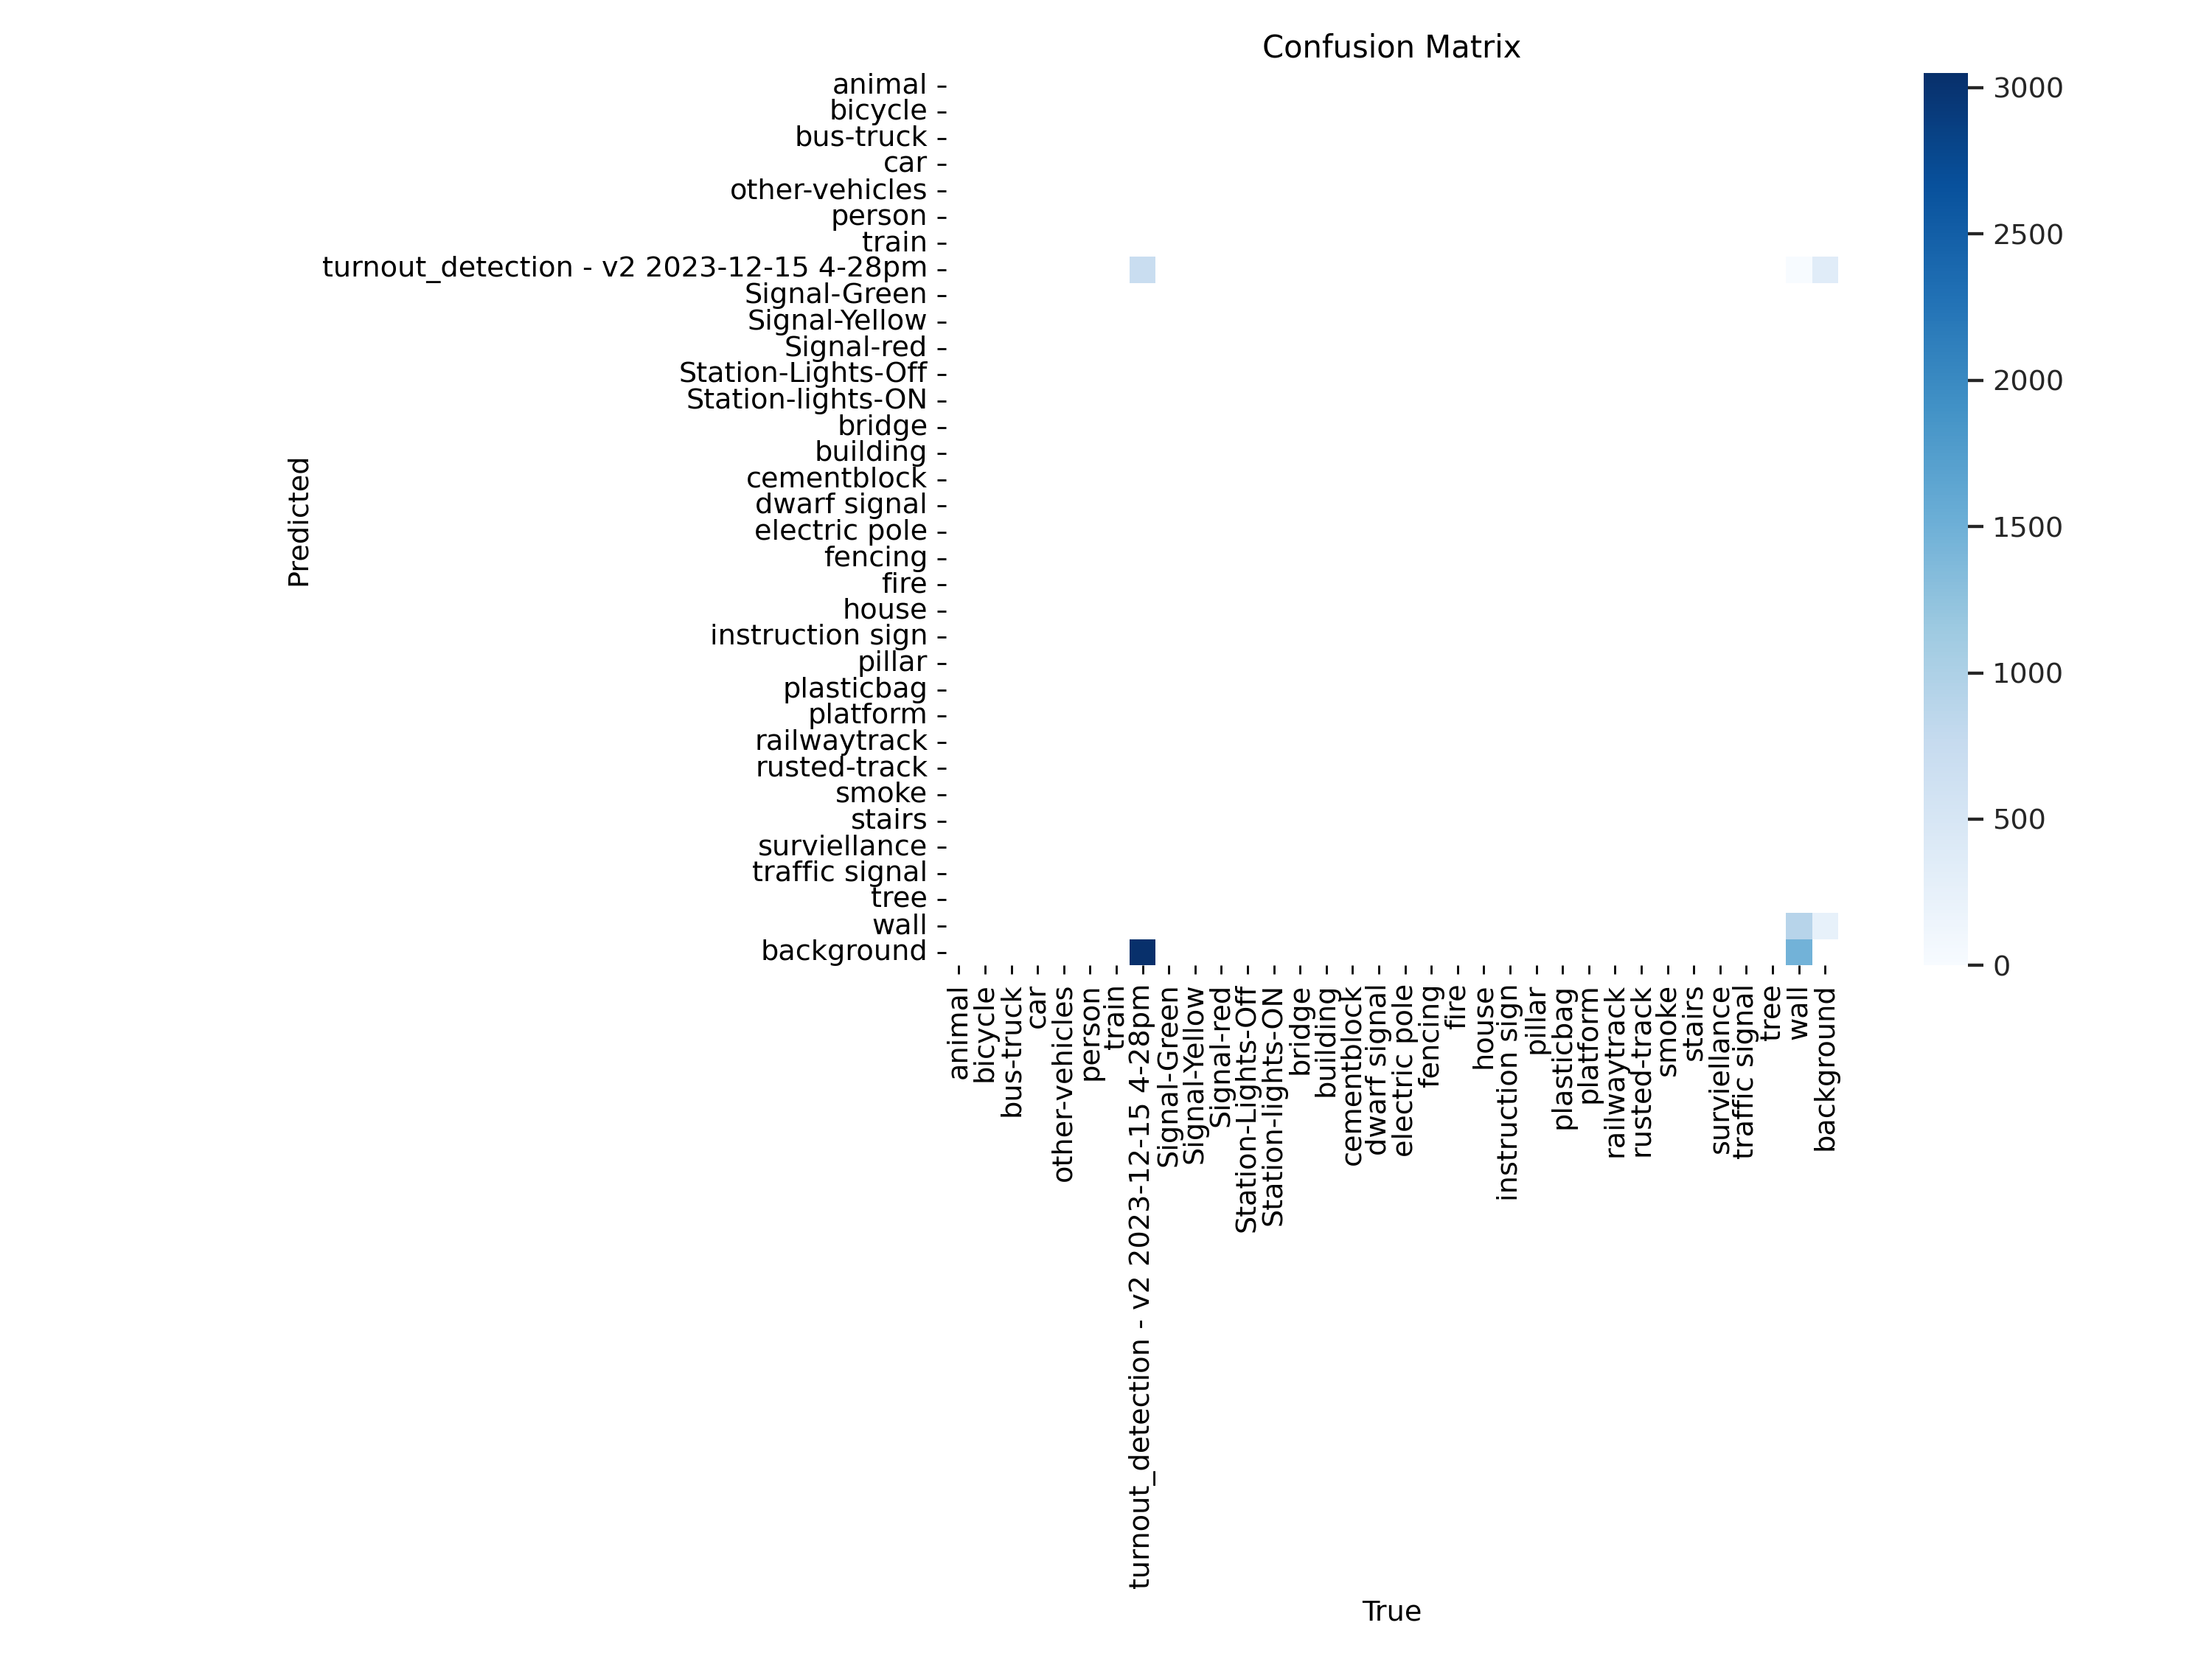 Confusion Matrix
animal
bicycle
bus-truck
car
other-vehicles
person
train
turnout_detection - v2 2023-12-15 4-28pm
Signal-Green
Signal-Yellow
Signal-red
Station-Lights-Off
Station-lights-ON
bridge
building
cementblock
dwarf signal
electric pole
fencing
fire
house
instruction sign
pillar
plasticbag
platform
railwaytrack
rusted-track
smoke
stairs
surviellance
traffic signal
tree
wall
background
Predicted
animal
bicycle
bus-truck
car
other-vehicles
person
train
turnout_detection - v2 2023-12-15 4-28pm
Signal-Green
Signal-Yellow
Signal-red
Station-Lights-Off
Station-lights-ON
bridge
building
cementblock
dwarf signal
electric pole
fencing
fire
house
instruction sign
pillar
plasticbag
platform
railwaytrack
rusted-track
smoke
stairs
surviellance
traffic signal
tree
wall
background
True
3000
2500
2000
1500
1000
500
0